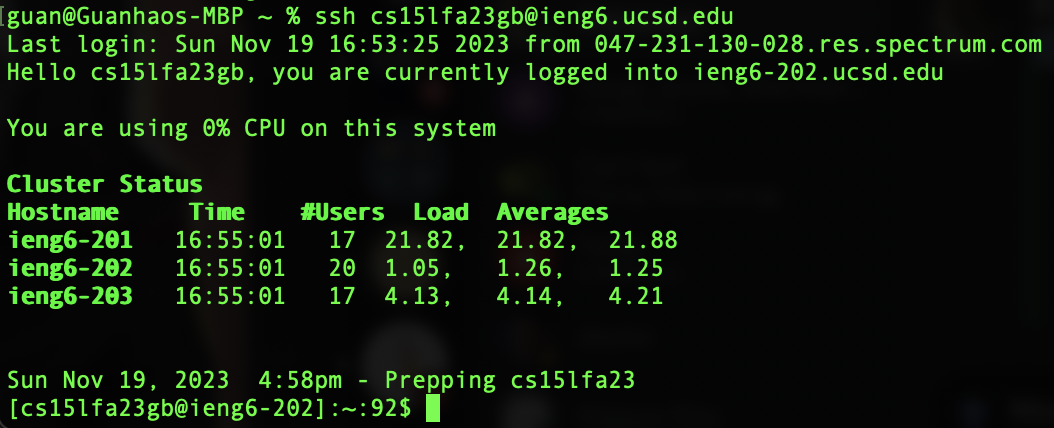 [guan@Guanhaos-MBP ~ % ssh cs15lfa23gb@ieng6.ucsd.edu
Last login: Sun Nov 19 16:53:25 2023 from 047-231-130-028.res.spectrum.com
Hello cs15lfa23gb, you are currently logged into ieng6-202.ucsd.edu
You are using 0% CPU on this system
Cluster Status
Hostname     Time    #Users  Load  Averages
ieng6-201   16:55:01   17  21.82,  21.82,  21.88
ieng6-202   16:55:01   20  1.05,   1.26,   1.25
ieng6-203   16:55:01   17  4.13,   4.14,   4.21
Sun Nov 19, 2023  4:58pm - Prepping cs15lfa23
[cs15lfa23gb@ieng6-202]:~:92$